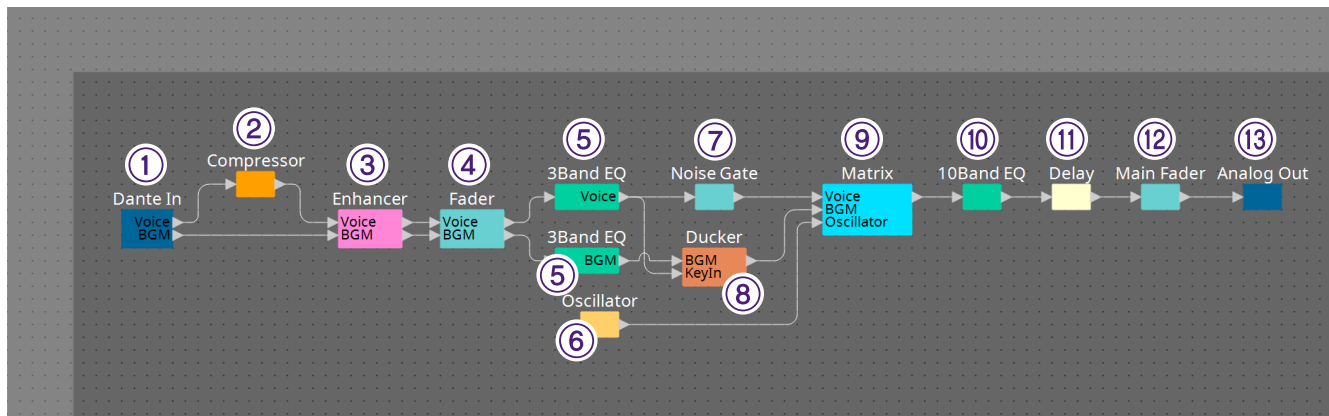 ①
Dante In
Voice
BGM
②
Compressor
③
Enhancer
Voice
BGM
④
Fader
Voice
BGM
⑤
3Band EQ
Voice
3Band EQ
BGM
⑤
Oscillator
⑥
⑦
Noise Gate
Ducker
BGM
KeyIn
⑧
⑨
Matrix
Voice
BGM
Oscillator
⑩
10Band EQ
⑪
Delay
⑫
Main Fader
⑬
Analog Out